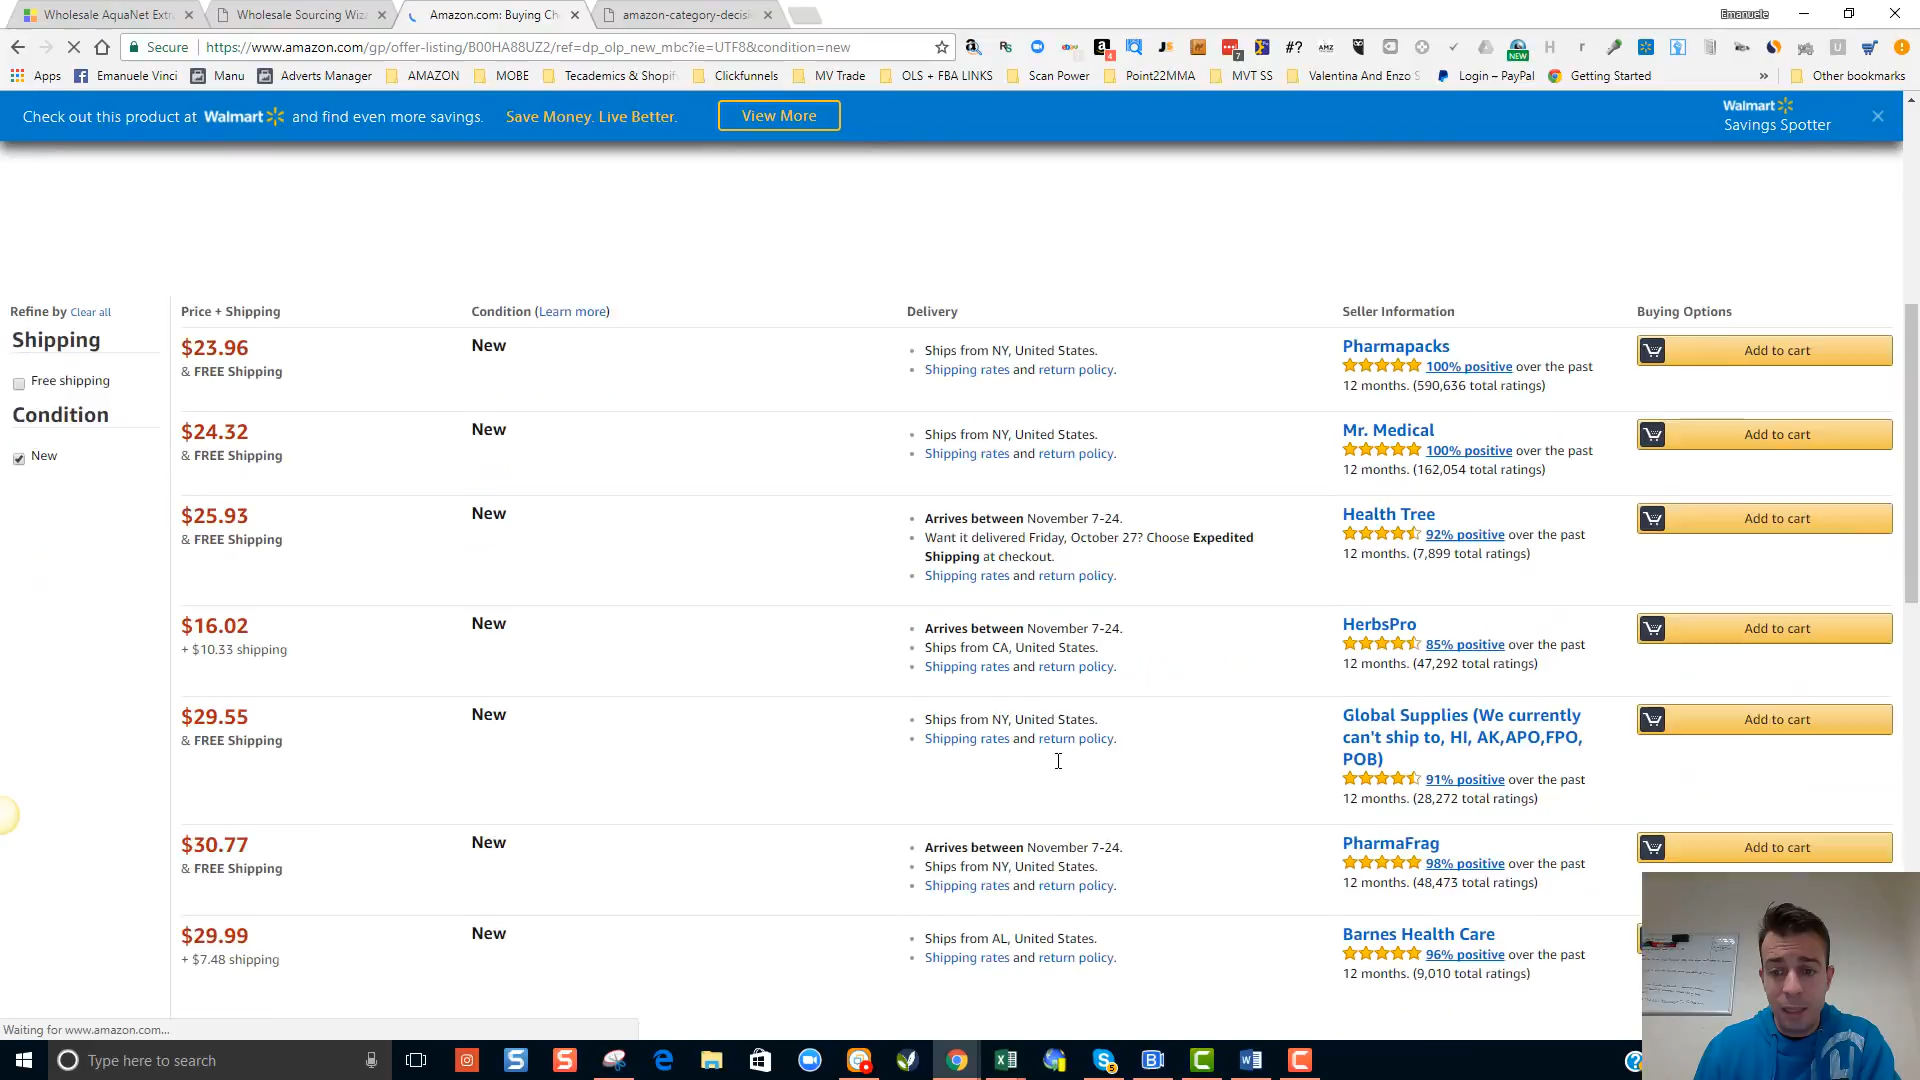 Wholesale AquaNet Extr
Wholesale Sourcing Wiz
Amazon.com: Buying Ch
amazon-category-decisi
Emanuele
Secure
https://www.amazon.com/gp/offer-listing/B00HA88UZ2/ref=dp_olp_new_mbc?ie=UTF8&condition=new
Apps
Emanuele Vinci
Manu
Adverts Manager
AMAZON
MOBE
Tecademics & Shopif
Clickfunnels
MV Trade
OLS + FBA LINKS
Scan Power
Point22MMA
MVT SS
Valentina And Enzo S
Login – PayPal
Getting Started
»
Other bookmarks
Check out this product at Walmart and find even more savings. Save Money. Live Better. View More
Walmart
Savings Spotter
Refine by Clear all
Shipping
Free shipping
Condition
New
Price + Shipping
Condition (Learn more)
Delivery
Seller Information
Buying Options
$23.96
& FREE Shipping
New
Ships from NY, United States.
Shipping rates and return policy.
Pharmapacks
100% positive over the past
12 months. (590,636 total ratings)
Add to cart
$24.32
& FREE Shipping
New
Ships from NY, United States.
Shipping rates and return policy.
Mr. Medical
100% positive over the past
12 months. (162,054 total ratings)
Add to cart
$25.93
& FREE Shipping
New
Arrives between November 7-24.
Want it delivered Friday, October 27? Choose Expedited
Shipping at checkout.
Shipping rates and return policy.
Health Tree
92% positive over the past
12 months. (7,899 total ratings)
Add to cart
$16.02
+ $10.33 shipping
New
Arrives between November 7-24.
Ships from CA, United States.
Shipping rates and return policy.
HerbsPro
85% positive over the past
12 months. (47,292 total ratings)
Add to cart
$29.55
& FREE Shipping
New
Ships from NY, United States.
Shipping rates and return policy.
Global Supplies (We currently
can't ship to, HI, AK,APO,FPO,
POB)
91% positive over the past
12 months. (28,272 total ratings)
Add to cart
$30.77
& FREE Shipping
New
Arrives between November 7-24.
Ships from NY, United States.
Shipping rates and return policy.
PharmaFrag
98% positive over the past
12 months. (48,473 total ratings)
Add to cart
$29.99
+ $7.48 shipping
New
Ships from AL, United States.
Shipping rates and return policy.
Barnes Health Care
96% positive over the past
12 months. (9,010 total ratings)
Waiting for www.amazon.com...
Type here to search